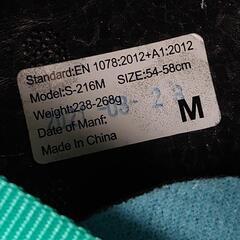 Standard:EN 1078:2012+A1:2012
Model:S-216M SIZE:54-58cm
Weight:238-268g
Date of Manf:
Made in China
M